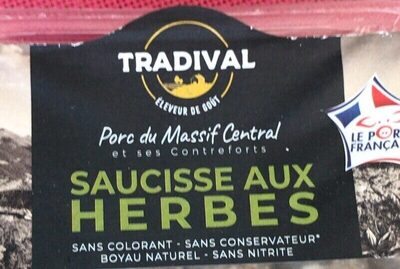 TRADIVAL
ÉLEVEUR DE GOÛT
Porc du Massif Central
et ses Contreforts
LE PORC
FRANÇAIS
SAUCISSE AUX
HERBES
SANS COLORANT - SANS CONSERVATEUR*
BOYAU NATUREL - SANS NITRITE